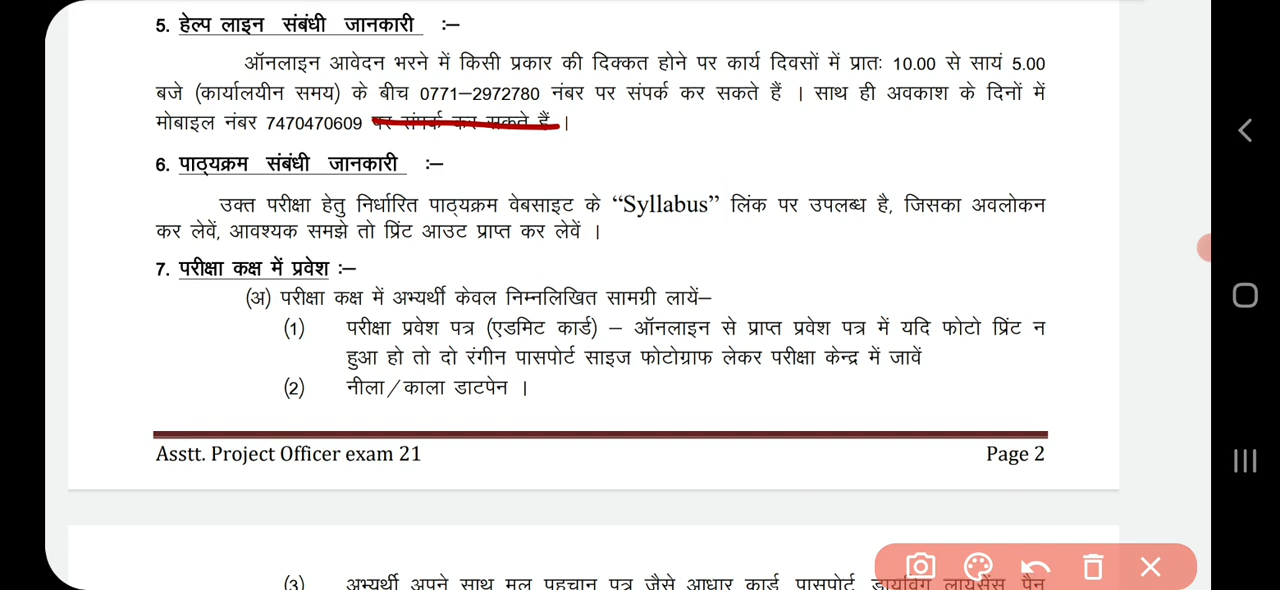 5. हेल्प लाइन संबंधी जानकारी :–
ऑनलाइन आवेदन भरने में किसी प्रकार की दिक्कत होने पर कार्य दिवसों में प्रातः 10.00 से सायं 5.00
बजे (कार्यालयीन समय) के बीच 0771–2972780 नंबर पर संपर्क कर सकते हैं । साथ ही अवकाश के दिनों में
मोबाइल नंबर 7470470609 पर संपर्क कर सकते हैं ।
6. पाठ्यक्रम संबंधी जानकारी :–
उक्त परीक्षा हेतु निर्धारित पाठ्यक्रम वेबसाइट के “Syllabus” लिंक पर उपलब्ध है, जिसका अवलोकन
कर लेवें, आवश्यक समझे तो प्रिंट आउट प्राप्त कर लेवें ।
7. परीक्षा कक्ष में प्रवेश :–
(अ) परीक्षा कक्ष में अभ्यर्थी केवल निम्नलिखित सामग्री लायें–
(1) परीक्षा प्रवेश पत्र (एडमिट कार्ड) – ऑनलाइन से प्राप्त प्रवेश पत्र में यदि फोटो प्रिंट न
हुआ हो तो दो रंगीन पासपोर्ट साइज फोटोग्राफ लेकर परीक्षा केन्द्र में जावें
(2) नीला/काला डाटपेन ।
Asstt. Project Officer exam 21 Page 2
(3) अभ्यर्थी अपने साथ मूल पहचान पत्र जैसे आधार कार्ड, पासपोर्ट, ड्रायविंग लायसेंस, पैन